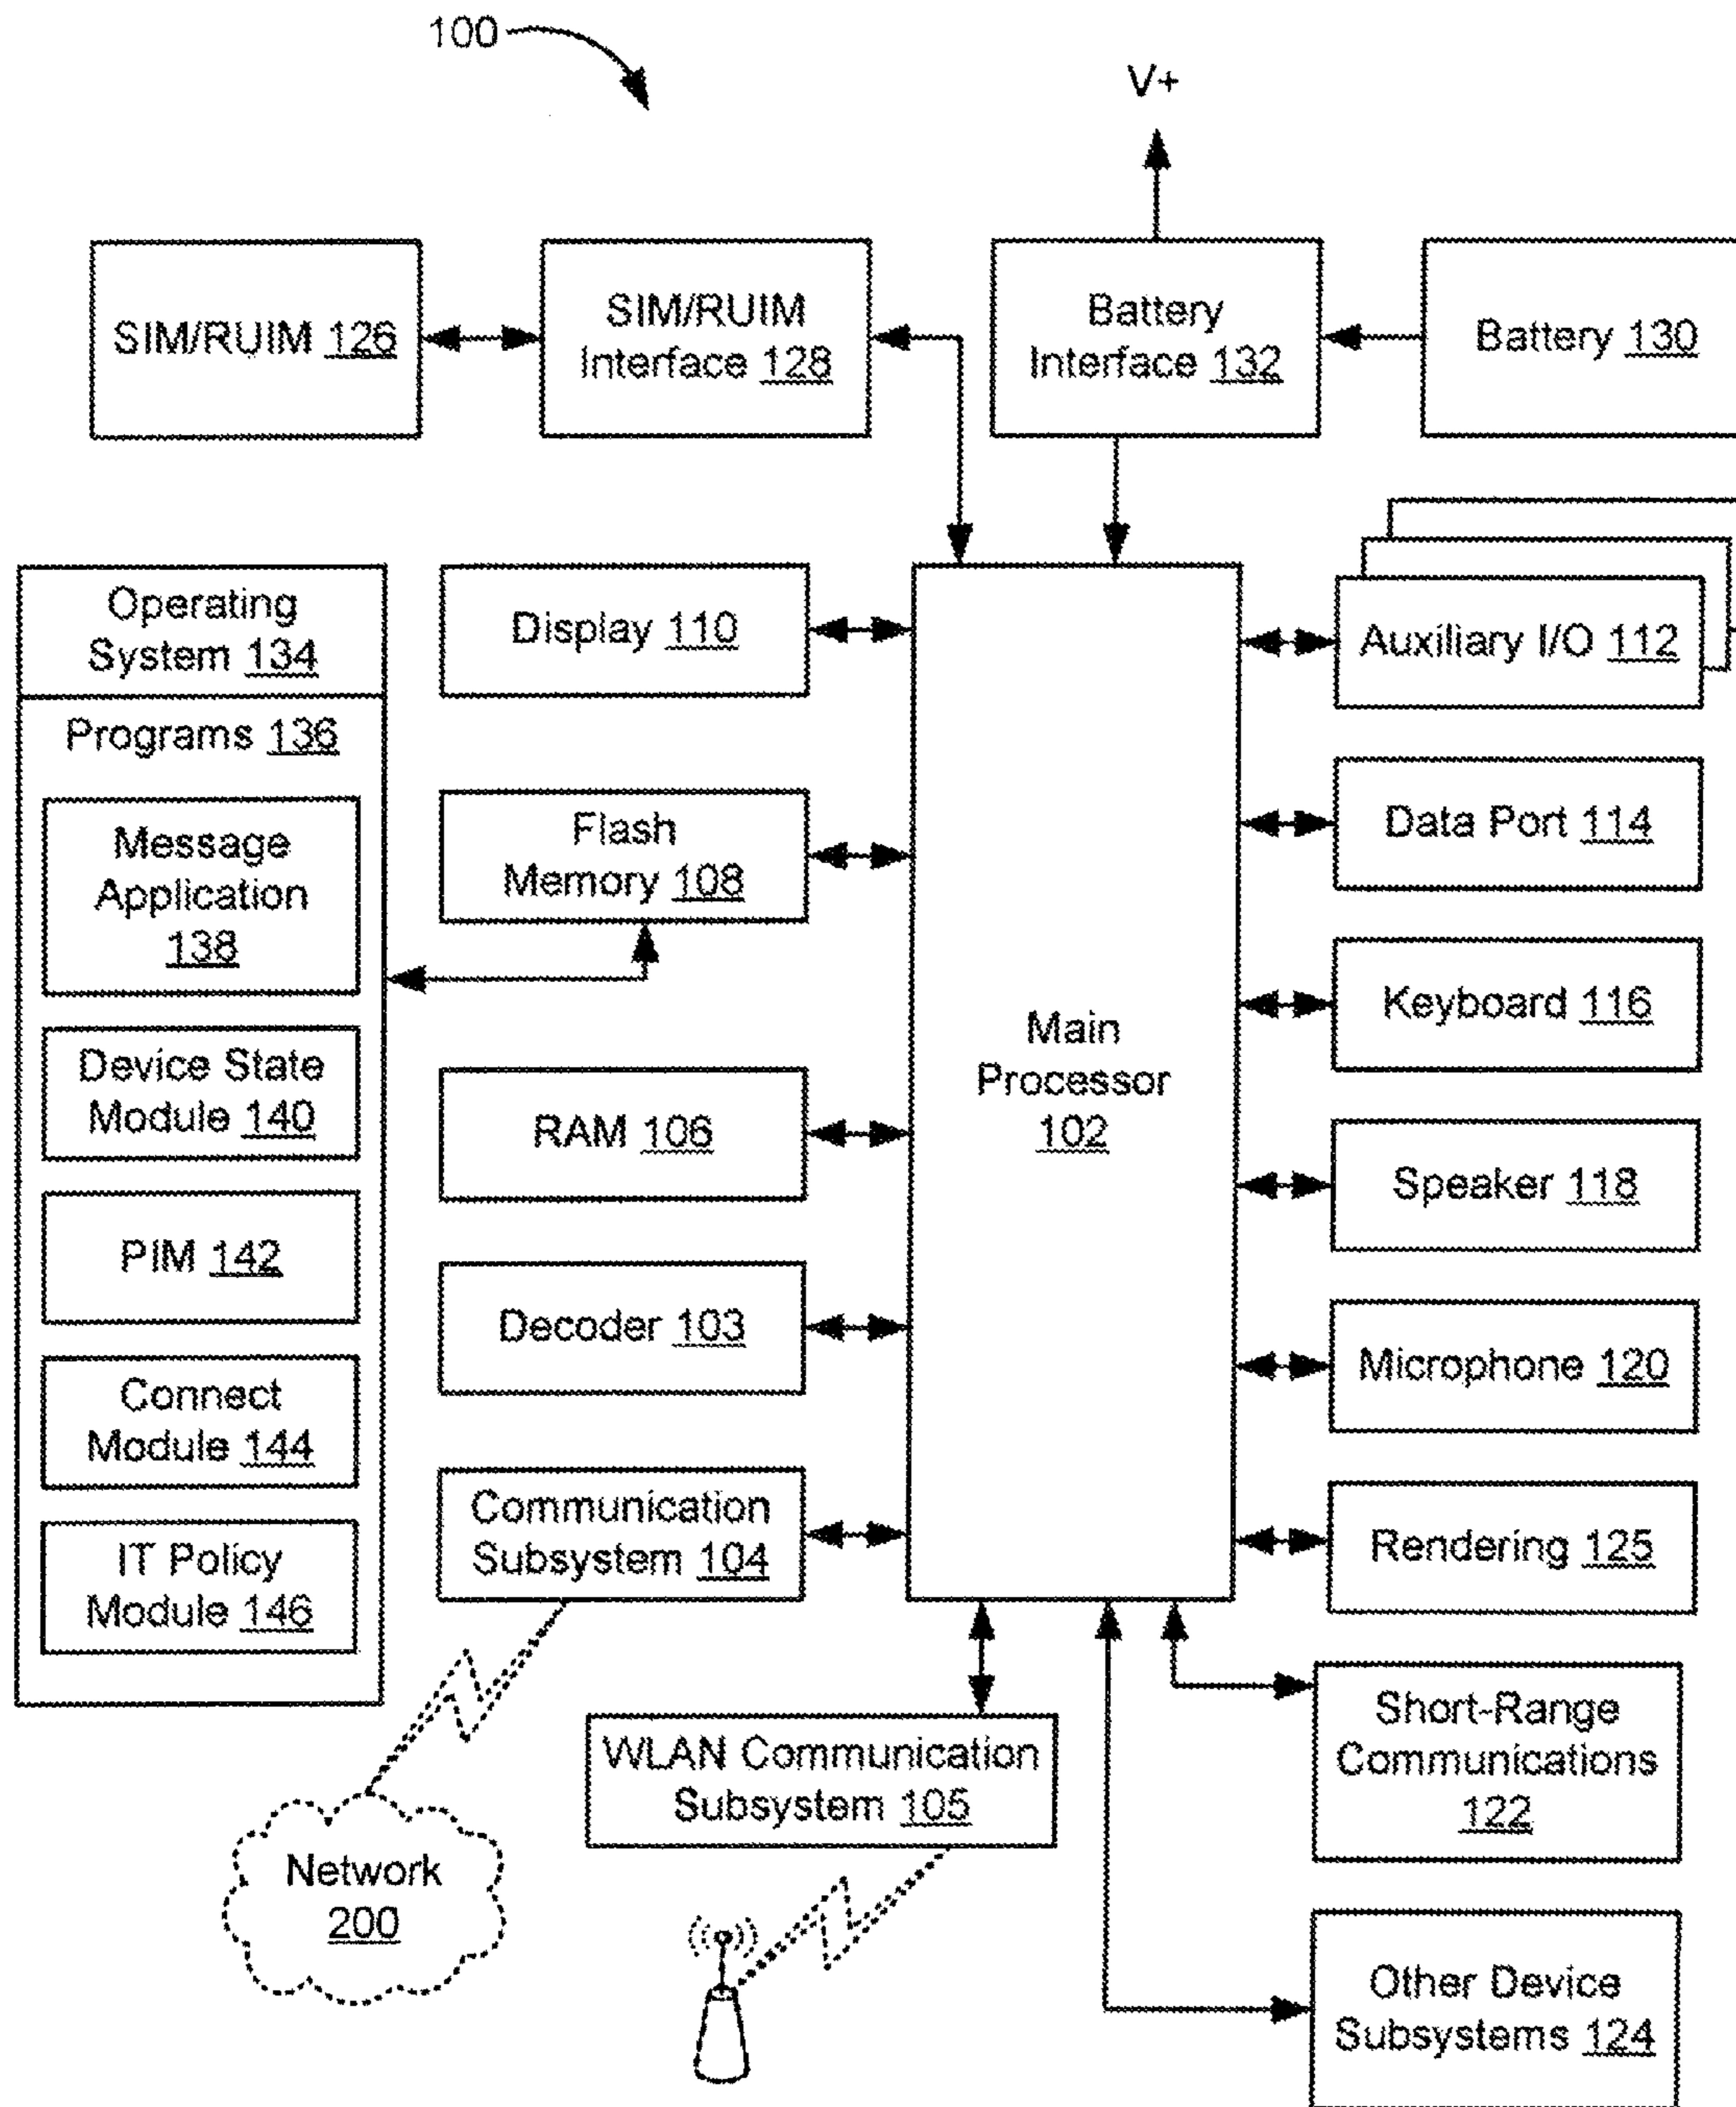 100
V+
SIM/RUIM 126
SIM/RUIM
Interface 128
Battery
Interface 132
Battery 130
Operating
System 134
Programs 136
Message
Application
138
Device State
Module 140
PIM 142
Connect
Module 144
IT Policy
Module 146
Display 110
Flash
Memory 108
RAM 106
Decoder 103
Communication
Subsystem 104
Main
Processor
102
Auxiliary I/O 112
Data Port 114
Keyboard 116
Speaker 118
Microphone 120
Rendering 125
Short-Range
Communications
122
Other Device
Subsystems 124
WLAN Communication
Subsystem 105
Network
200